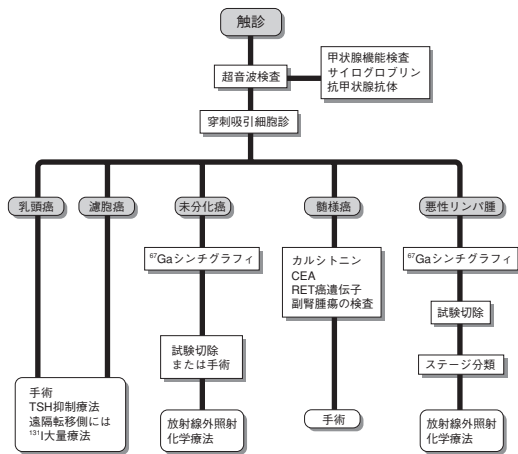 触診
超音波検査
甲状腺機能検査
サイログロブリン
抗甲状腺抗体
穿刺吸引細胞診
乳頭癌
濾胞癌
未分化癌
髄様癌
悪性リンパ腫
⁶⁷Gaシンチグラフィ
カルシトニン
CEA
RET癌遺伝子
副腎腫瘍の検査
⁶⁷Gaシンチグラフィ
試験切除
試験切除
または手術
ステージ分類
手術
TSH抑制療法
遠隔転移側には
¹³¹I大量療法
放射線外照射
化学療法
手術
放射線外照射
化学療法